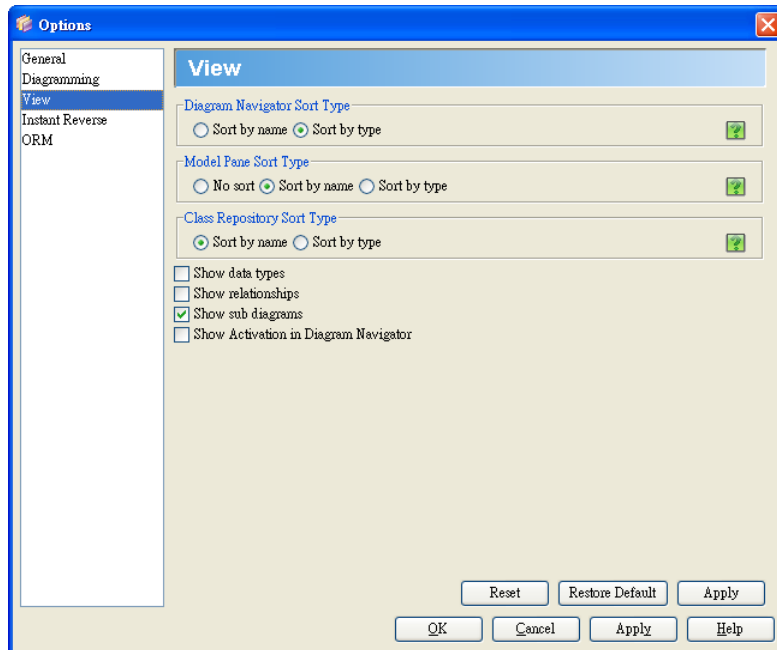 Options
General
Diagramming
View
Instant Reverse
ORM
View
Diagram Navigator Sort Type
Sort by name Sort by type
Model Pane Sort Type
No sort Sort by name Sort by type
Class Repository Sort Type
Sort by name Sort by type
Show data types
Show relationships
Show sub diagrams
Show Activation in Diagram Navigator
Reset Restore Default Apply
OK Cancel Apply Help